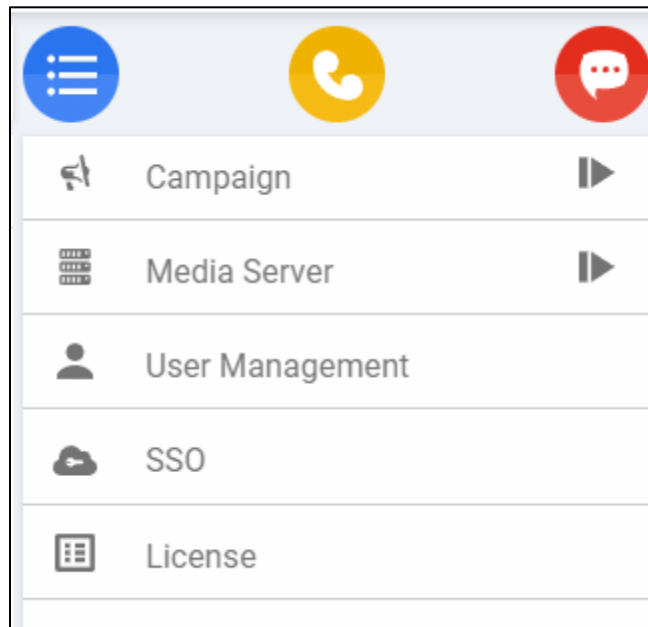 Campaign
Media Server
User Management
SSO
License